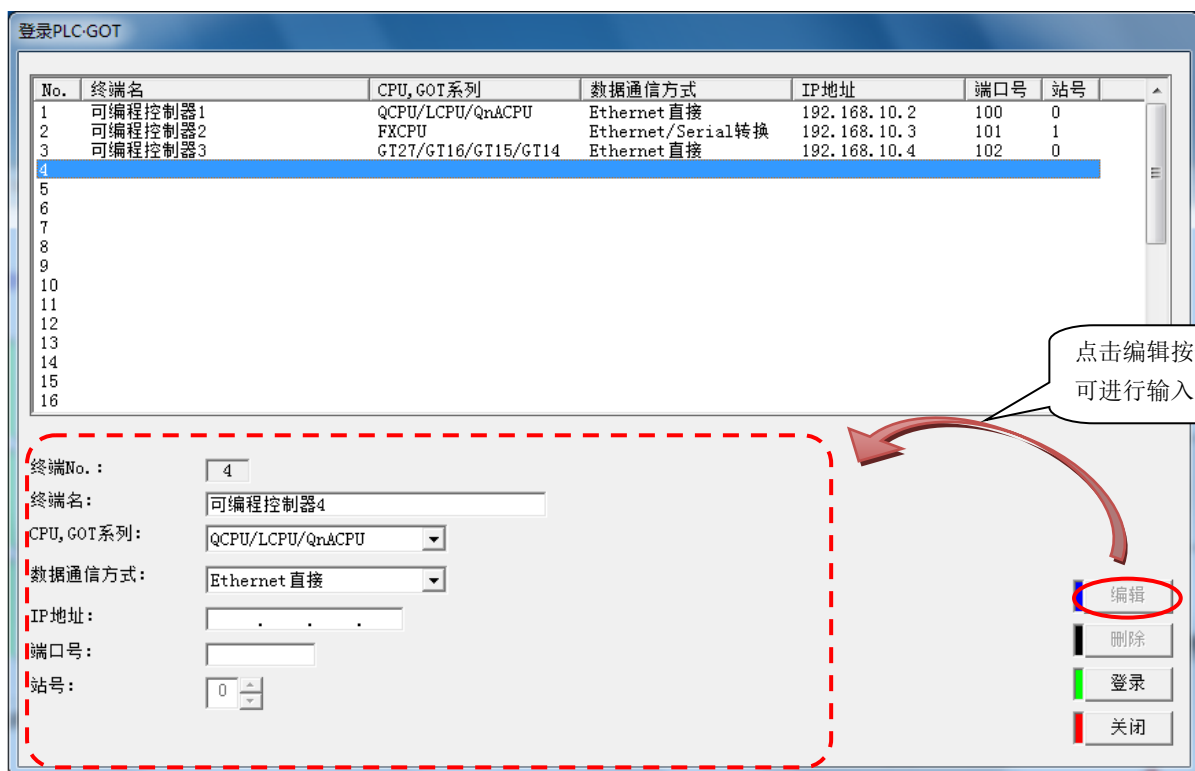 登录PLC·GOT
No. 终端名 CPU,GOT系列 数据通信方式 IP地址 端口号 站号
1 可编程控制器1 QCPU/LCPU/QnACPU Ethernet直接 192.168.10.2 100 0
2 可编程控制器2 FXCPU Ethernet/Serial转换 192.168.10.3 101 1
3 可编程控制器3 GT27/GT16/GT15/GT14 Ethernet直接 192.168.10.4 102 0
4
5
6
7
8
9
10
11
12
13
14
15
16
点击编辑按
可进行输入
终端No.: 4
终端名: 可编程控制器4
CPU,GOT系列: QCPU/LCPU/QnACPU
数据通信方式: Ethernet直接
IP地址: . . .
端口号:
站号: 0
编辑
删除
登录
关闭